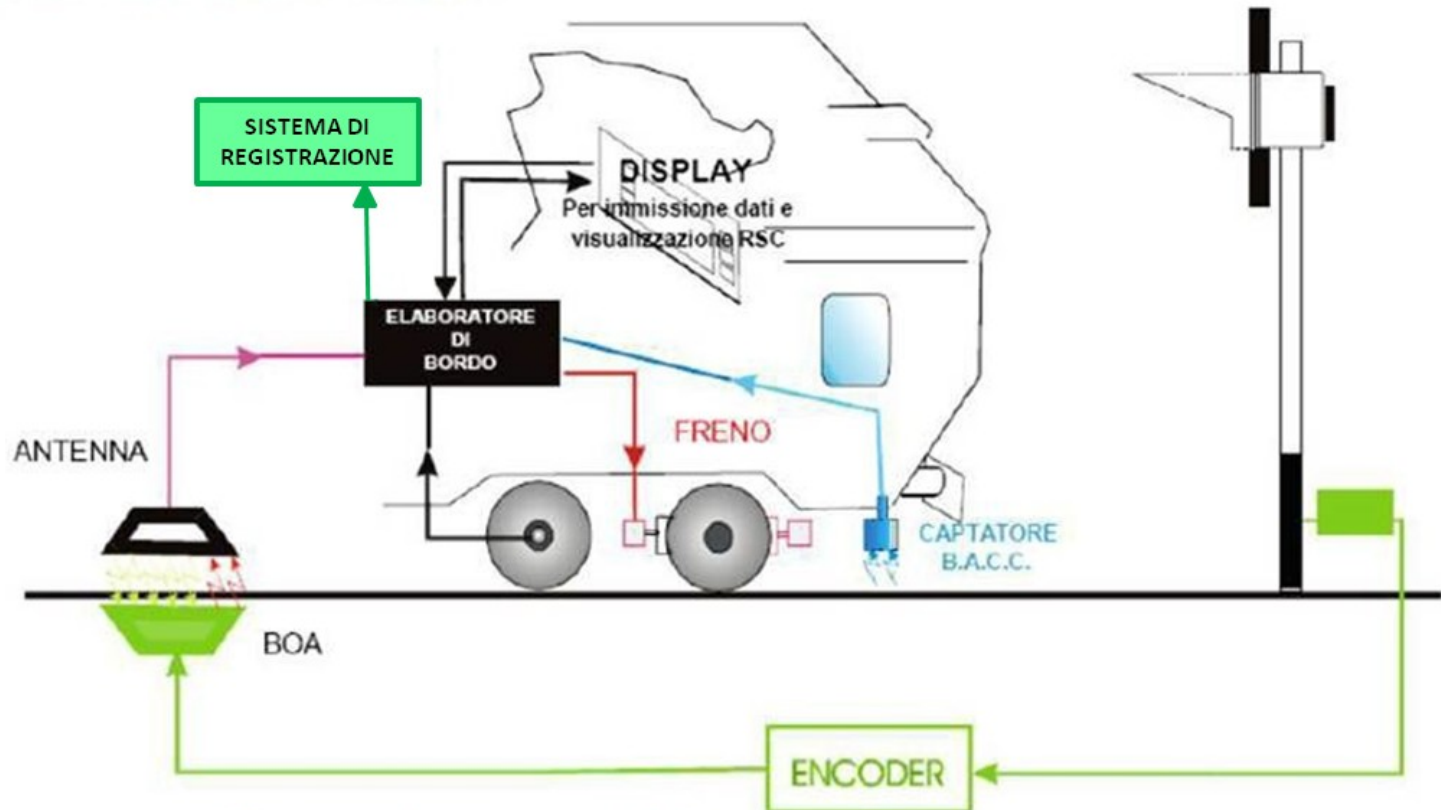 SISTEMA DI
REGISTRAZIONE
DISPLAY
Per immissione dati e
visualizzazione RSC
ELABORATORE
DI
BORDO
ANTENNA
FRENO
CAPTATORE
B.A.C.C.
BOA
ENCODER